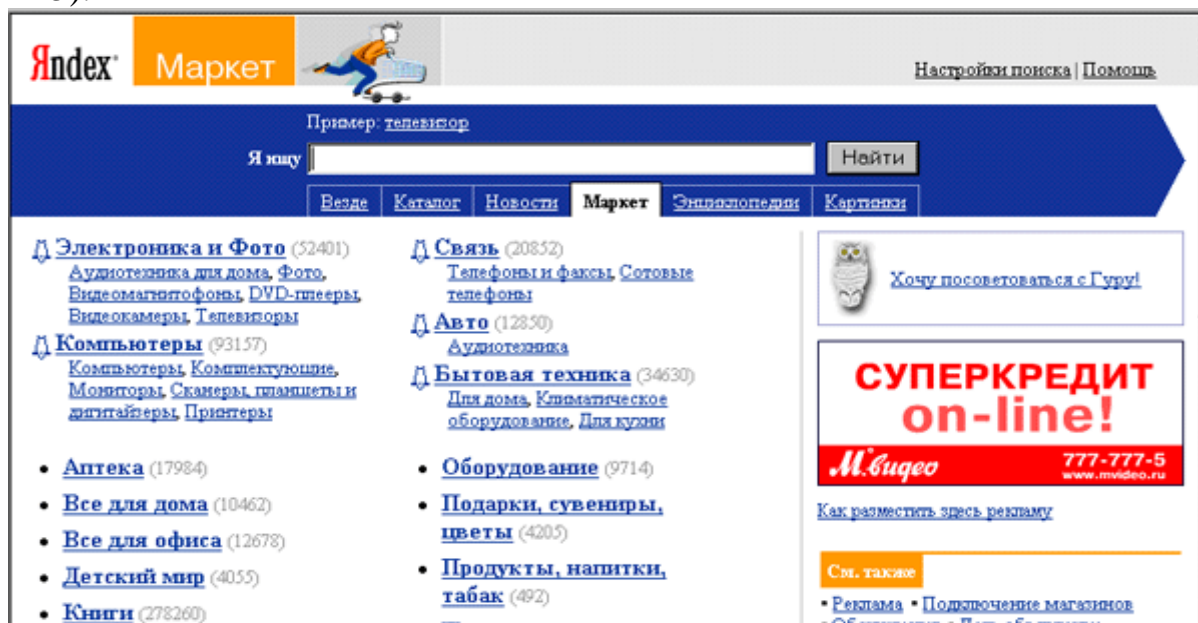 Яndex Маркет
Настройки поиска | Помощь
Пример: телевизор
Я ищу Найти
Везде Каталог Новости Маркет Энциклопедии Картинки
Электроника и Фото (52401)
Аудиотехника для дома, Фото,
Видеомагнитофоны, DVD-плееры,
Видеокамеры, Телевизоры
Компьютеры (93157)
Компьютеры, Комплектующие,
Мониторы, Сканеры, планшеты и
дигитайзеры, Принтеры
• Аптека (17984)
• Все для дома (10462)
• Все для офиса (12678)
• Детский мир (4055)
• Книги (278260)
Связь (20852)
Телефоны и факсы, Сотовые
телефоны
Авто (12850)
Аудиотехника
Бытовая техника (34630)
Для дома, Климатическое
оборудование, Для кухни
• Оборудование (9714)
• Подарки, сувениры,
цветы (4205)
• Продукты, напитки,
табак (492)
Хочу посоветоваться с Гуру!
СУПЕРКРЕДИТ
on-line!
М.видео 777-777-5
www.mvideo.ru
Как разместить здесь рекламу
См. также
▪ Реклама ▪ Подключение магазинов